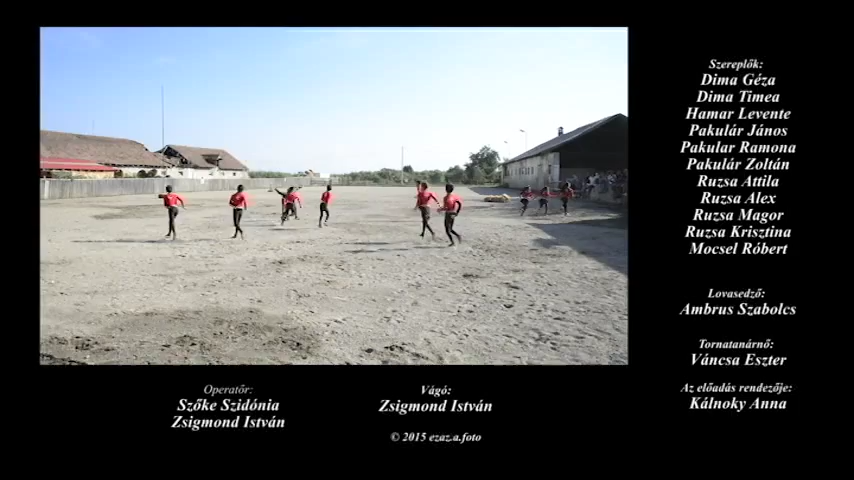 Szereplők:
Dima Géza
Dima Timea
Hamar Levente
Pakulár János
Pakular Ramona
Pakulár Zoltán
Ruzsa Attila
Ruzsa Alex
Ruzsa Magor
Ruzsa Krisztina
Mocsel Róbert
Lovasedző:
Ambrus Szabolcs
Tornatanárnő:
Váncsa Eszter
Az előadás rendezője:
Kálnoky Anna
Operatőr:
Szőke Szidónia
Zsigmond István
Vágó:
Zsigmond István
© 2015 ezaz.a.foto